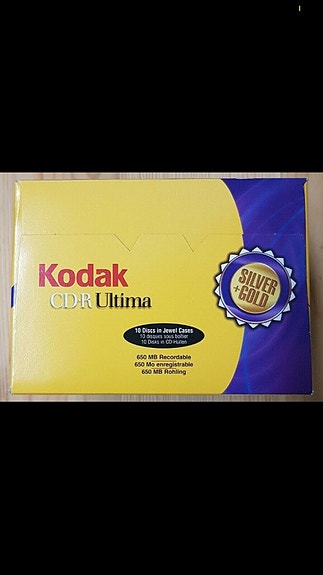 Kodak
CD-R Ultima
SILVER
+
GOLD
10 Discs in Jewel Cases
10 disques sous boîtier
10 Disks in CD-Hüllen
650 MB Recordable
650 Mo enregistrable
650 MB Rohling